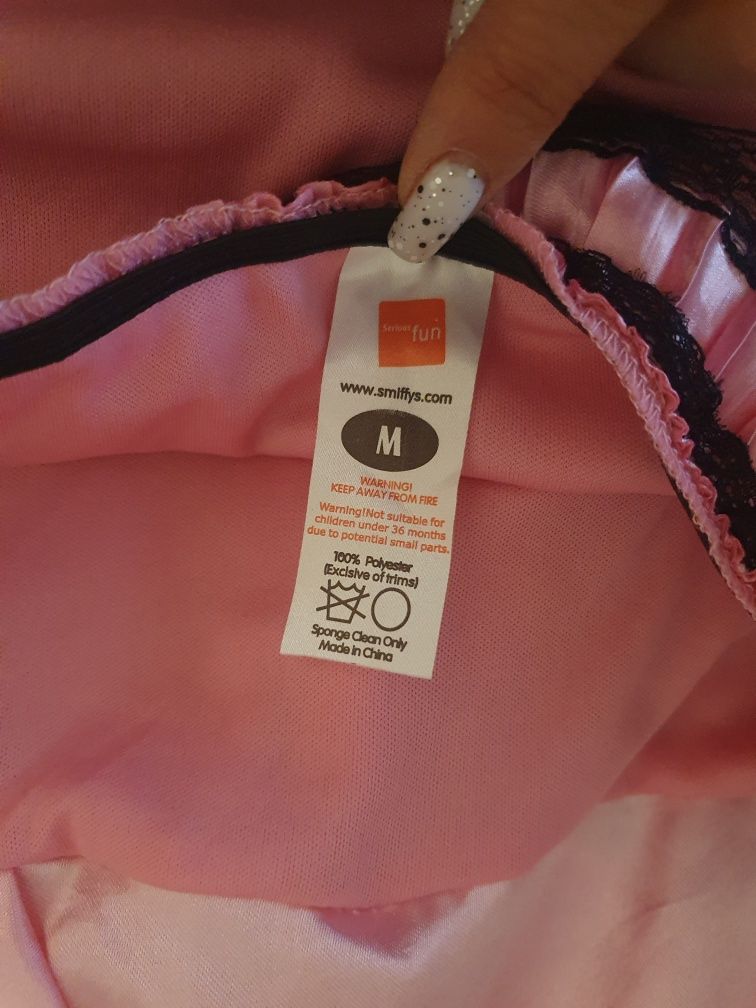 Serious
fun
www.smiffys.com
M
WARNING!
KEEP AWAY FROM FIRE
Warning!Not suitable for
children under 36 months
due to potential small parts.
100% Polyester
(Exclsive of trims)
Sponge Clean Only
Made in China